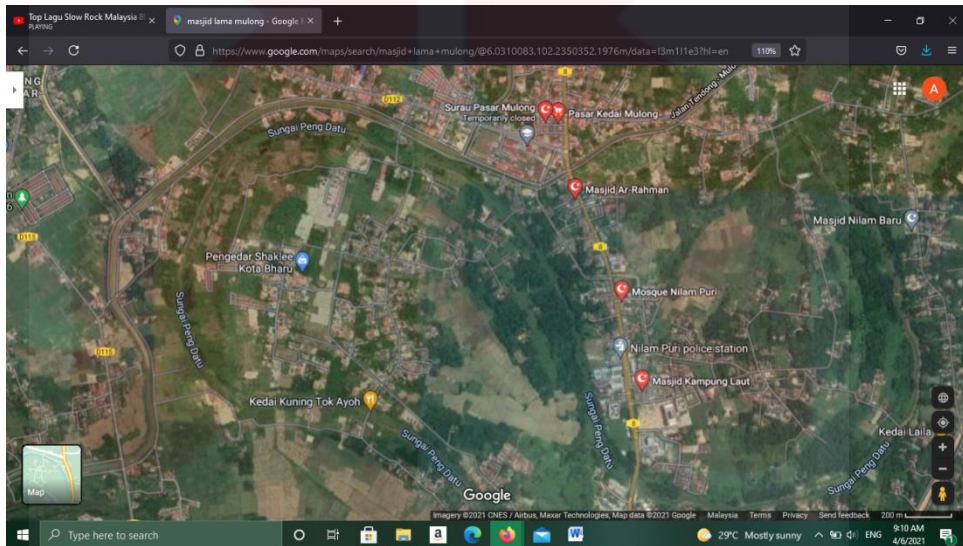 Top Lagu Slow Rock Malaysia
PLAYING
masjid lama mulong - Google
https://www.google.com/maps/search/masjid+lama+mulong/@6.0310083,102.2350352,1976m/data=!3m1!1e3?hl=en
110%
A
D112
8
Surau Pasar Mulong
Temporarily closed
Pasar Kedai Mulong
Jalan Tendong - Mulong
Sungai Peng Datu
Masjid Ar-Rahman
Masjid Nilam Baru
D115
8
Pengedar Shaklee
Kota Bharu
Mosque Nilam Puri
Sungai Peng Datu
D115
Nilam Puri police station
Masjid Kampung Laut
Kedai Kuning Tok Ayoh
8
Sungai Peng Datu
Sungai Peng Datu
Kedai Laila
Sungai Peng Datu
Map
Google
Imagery ©2021 CNES / Airbus, Maxar Technologies, Map data ©2021 Google Malaysia Terms Privacy Send feedback 200 m
Type here to search
29°C Mostly sunny
ENG
9:10 AM
4/6/2021